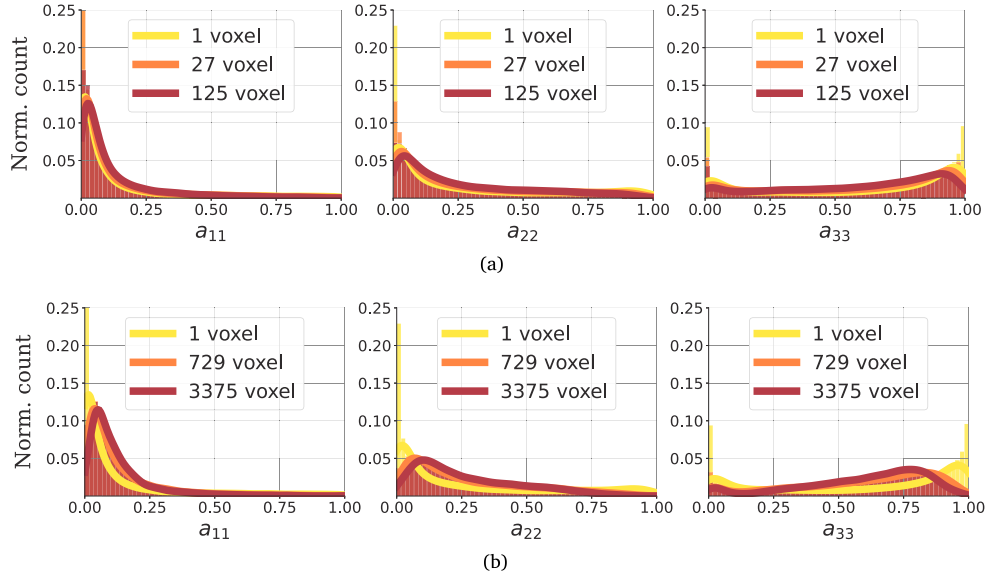 0.25 0.25 0.25
1 voxel 1 voxel 1 voxel
0.20 0.20 0.20
27 voxel 27 voxel 27 voxel
0.15 0.15 0.15
125 voxel 125 voxel 125 voxel
0.10 0.10 0.10
0.05 0.05 0.05
Norm. count
0.00 0.25 0.50 0.75 1.00 0.00 0.25 0.50 0.75 1.00 0.00 0.25 0.50 0.75 1.00
a11 a22 a33
(a)
0.25 0.25 0.25
1 voxel 1 voxel 1 voxel
0.20 0.20 0.20
729 voxel 729 voxel 729 voxel
0.15 0.15 0.15
3375 voxel 3375 voxel 3375 voxel
0.10 0.10 0.10
0.05 0.05 0.05
Norm. count
0.00 0.25 0.50 0.75 1.00 0.00 0.25 0.50 0.75 1.00 0.00 0.25 0.50 0.75 1.00
a11 a22 a33
(b)